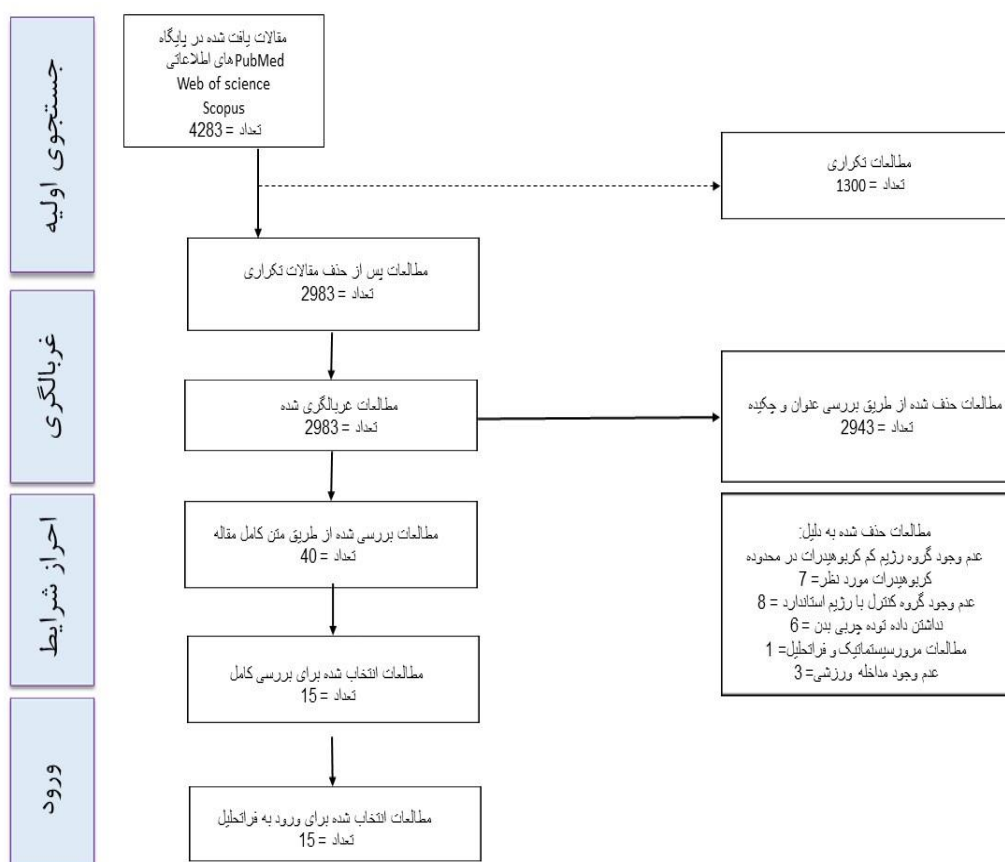 جستجوی اولیه
مقالات یافت شده در پایگاه
های اطلاعاتیPubMed
Web of science
Scopus
تعداد = 4283
مطالعات تکراری
تعداد = 1300
مطالعات پس از حذف مقالات تکراری
تعداد = 2983
غربالگری
مطالعات غربالگری شده
تعداد = 2983
مطالعات حذف شده از طریق بررسی عنوان و چکیده
تعداد = 2943
احراز شرایط
مطالعات بررسی شده از طریق متن کامل مقاله
تعداد = 40
مطالعات حذف شده به دلیل:
عدم وجود گروه رژیم کم کربوهیدرات در محدوده
کربوهیدرات مورد نظر= 7
عدم وجود گروه کنترل با رژیم استاندارد = 8
نداشتن داده توده چربی بدن = 6
مطالعات مرورسیستماتیک و فراتحلیل= 1
عدم وجود مداخله ورزشی= 3
مطالعات انتخاب شده برای بررسی کامل
تعداد = 15
ورود
مطالعات انتخاب شده برای ورود به فراتحلیل
تعداد = 15